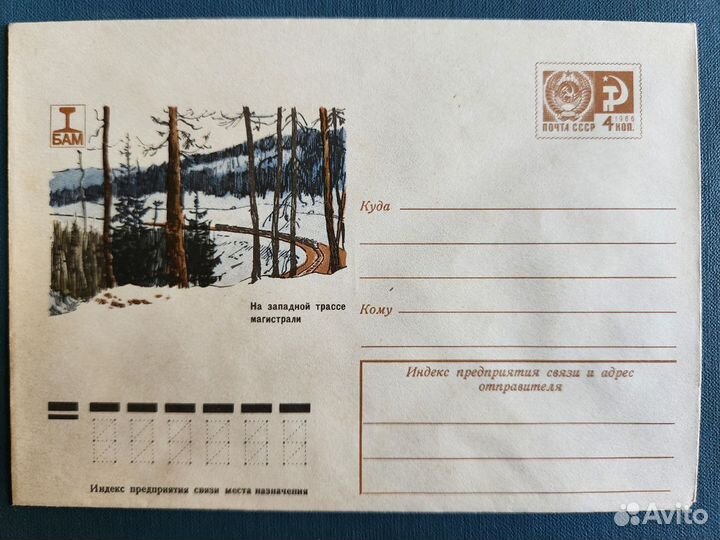 БАМ
ПОЧТА СССР
1966
4 КОП.
На западной трассе
магистрали
Куда
Кому
Индекс предприятия связи и адрес
отправителя
Индекс предприятия связи места назначения
Avito